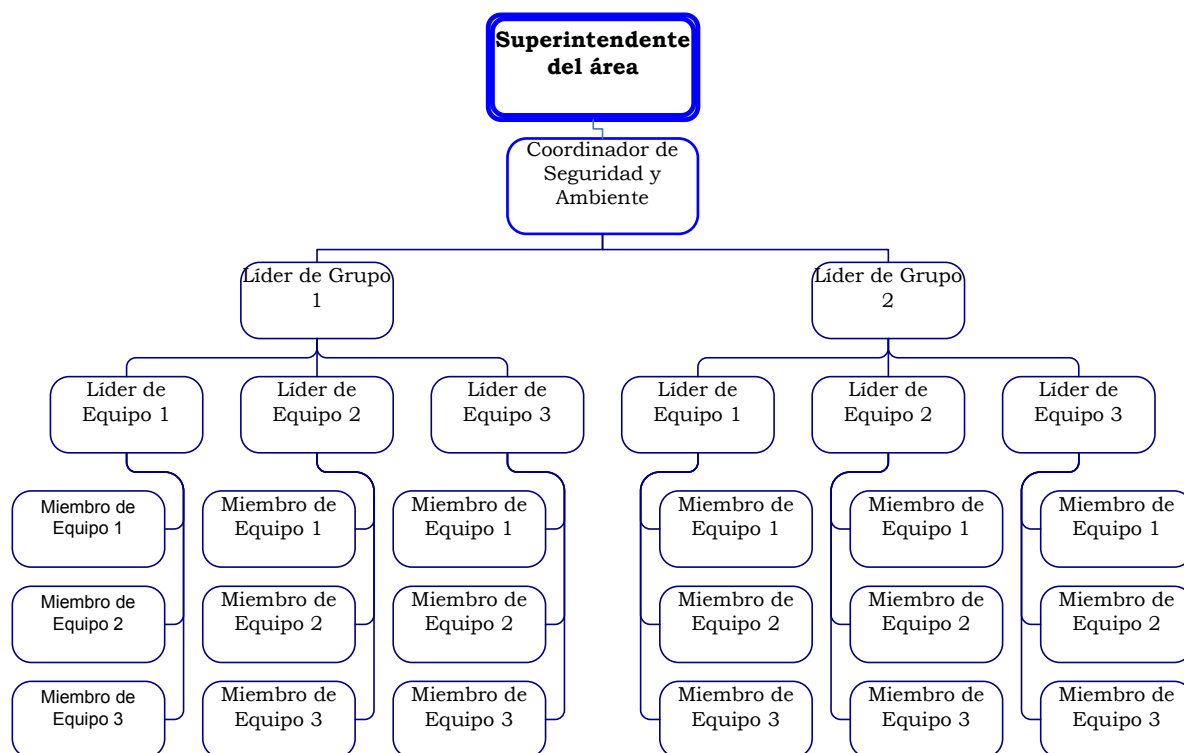 Superintendente
del área
Coordinador de
Seguridad y
Ambiente
Líder de Grupo
1
Líder de Grupo
2
Líder de
Equipo 1
Líder de
Equipo 2
Líder de
Equipo 3
Líder de
Equipo 1
Líder de
Equipo 2
Líder de
Equipo 3
Miembro de
Equipo 1
Miembro de
Equipo 1
Miembro de
Equipo 1
Miembro de
Equipo 1
Miembro de
Equipo 1
Miembro de
Equipo 1
Miembro de
Equipo 2
Miembro de
Equipo 2
Miembro de
Equipo 2
Miembro de
Equipo 2
Miembro de
Equipo 2
Miembro de
Equipo 2
Miembro de
Equipo 3
Miembro de
Equipo 3
Miembro de
Equipo 3
Miembro de
Equipo 3
Miembro de
Equipo 3
Miembro de
Equipo 3